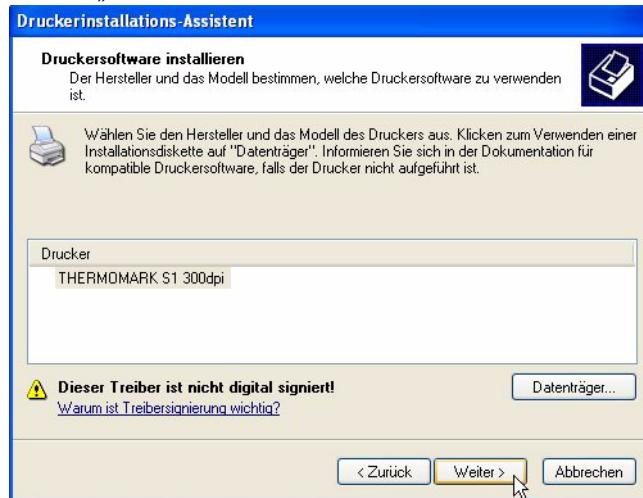 Druckerinstallations-Assistent
Druckersoftware installieren
Der Hersteller und das Modell bestimmen, welche Druckersoftware zu verwenden
ist.
Wählen Sie den Hersteller und das Modell des Druckers aus. Klicken zum Verwenden einer
Installationsdiskette auf "Datenträger". Informieren Sie sich in der Dokumentation für
kompatible Druckersoftware, falls der Drucker nicht aufgeführt ist.
Drucker
THERMOMARK S1 300dpi
Dieser Treiber ist nicht digital signiert!
Datenträger...
Warum ist Treibersignierung wichtig?
< Zurück
Weiter >
Abbrechen